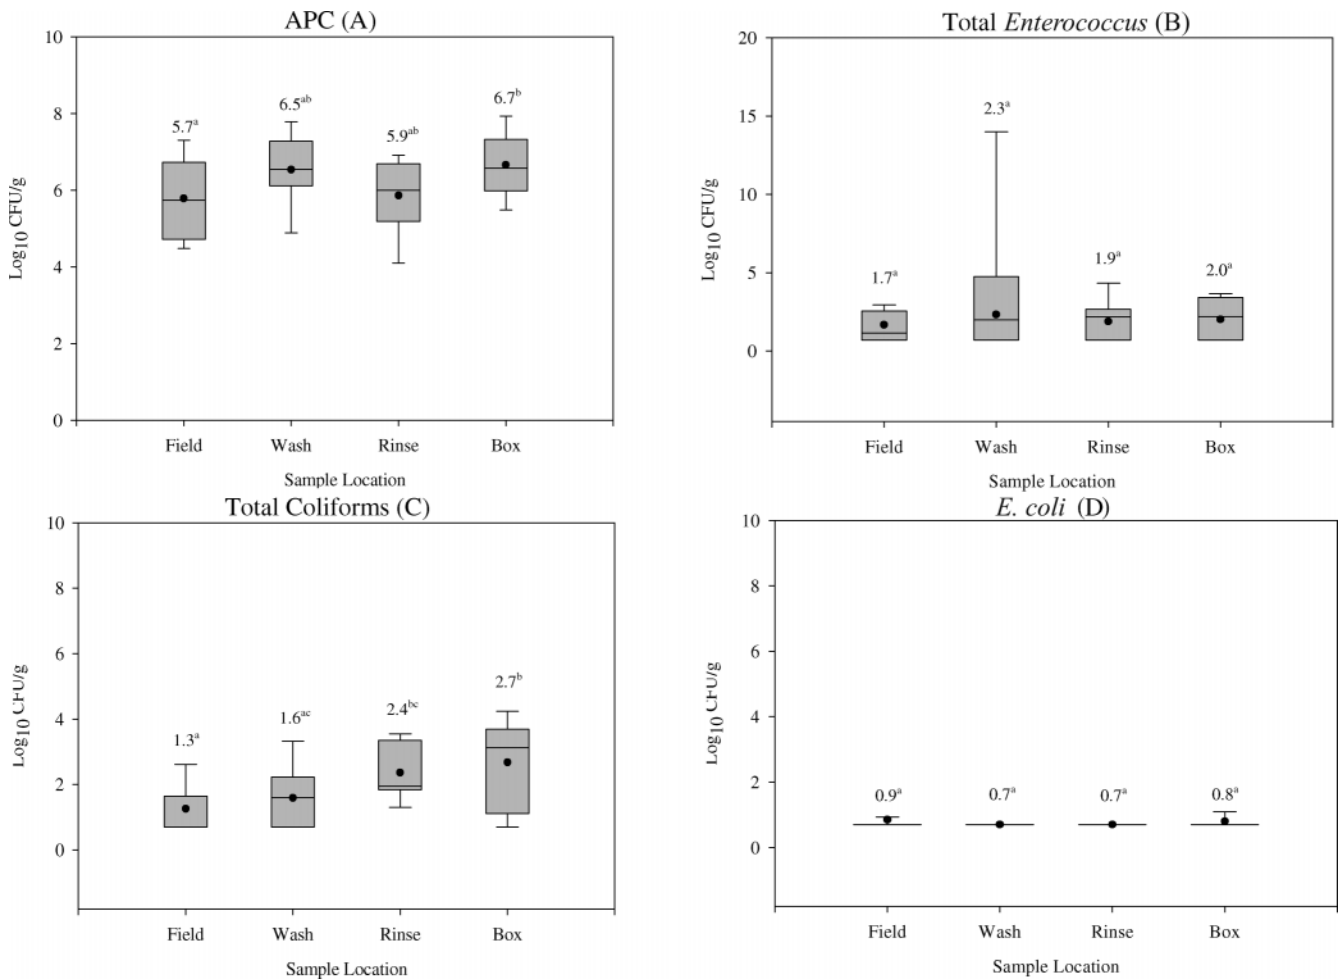 APC (A)
Log10 CFU/g
10
8
6
4
2
0
5.7a
6.5ab
5.9ab
6.7b
Field Wash Rinse Box
Sample Location
Total Enterococcus (B)
Log10 CFU/g
20
15
10
5
0
1.7a
2.3a
1.9a
2.0a
Field Wash Rinse Box
Sample Location
Total Coliforms (C)
Log10 CFU/g
10
8
6
4
2
0
1.3a
1.6ac
2.4bc
2.7b
Field Wash Rinse Box
Sample Location
E. coli (D)
Log10 CFU/g
10
8
6
4
2
0
0.9a
0.7a
0.7a
0.8a
Field Wash Rinse Box
Sample Location